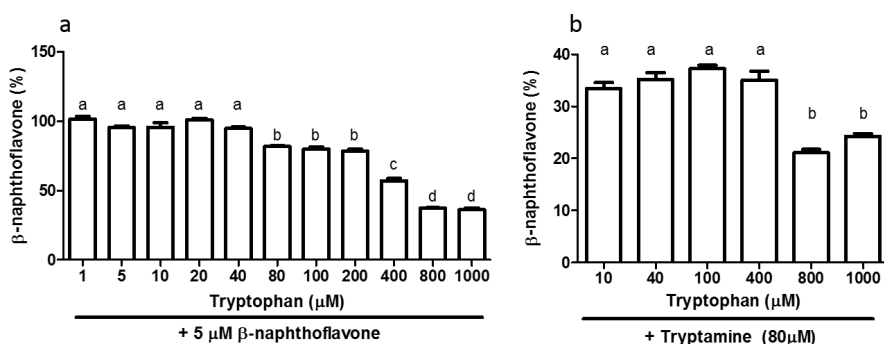 a
β-naphthoflavone (%)
150
100
50
0
a a a a a b b b c d d
1 5 10 20 40 80 100 200 400 800 1000
Tryptophan (μM)
+ 5 μM β-naphthoflavone
b
β-naphthoflavone (%)
40
30
20
10
0
a a a a b b
10 40 100 400 800 1000
Tryptophan (μM)
+ Tryptamine (80μM)